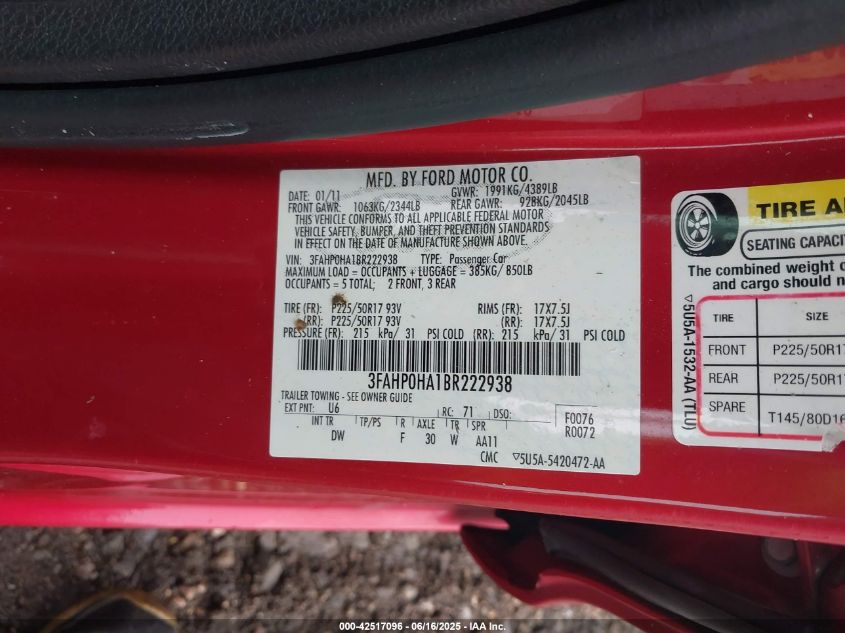 MFD. BY FORD MOTOR CO.
DATE: 01/11 GVWR: 1991KG/4389LB
FRONT GAWR: 1063KG/2344LB REAR GAWR: 928KG/2045LB
THIS VEHICLE CONFORMS TO ALL APPLICABLE FEDERAL MOTOR
VEHICLE SAFETY, BUMPER, AND THEFT PREVENTION STANDARDS
IN EFFECT ON THE DATE OF MANUFACTURE SHOWN ABOVE.
VIN: 3FAHP0HA1BR222938 TYPE: Passenger Car
MAXIMUM LOAD = OCCUPANTS + LUGGAGE = 385KG/ 850LB
OCCUPANTS = 5 TOTAL; 2 FRONT, 3 REAR
TIRE (FR): P225/50R17 93V RIMS (FR): 17X7.5J
(RR): P225/50R17 93V (RR): 17X7.5J
PRESSURE (FR): 215 kPa/ 31 PSI COLD (RR): 215 kPa/ 31 PSI COLD
3FAHP0HA1BR222938
TRAILER TOWING - SEE OWNER GUIDE
EXT PNT: U6 RC: 71 DSO:
INT TR TP/PS R AXLE TR SPR
DW F 30 W AA11
F0076
R0072
CMC ▽5U5A-5420472-AA
TIRE A
SEATING CAPACI
The combined weight o
and cargo should n
TIRE SIZE
FRONT P225/50R17
REAR P225/50R17
SPARE T145/80D16
▽5U5A-1532-AA (TLU)
000-42517096 - 06/16/2025 - IAA Inc.